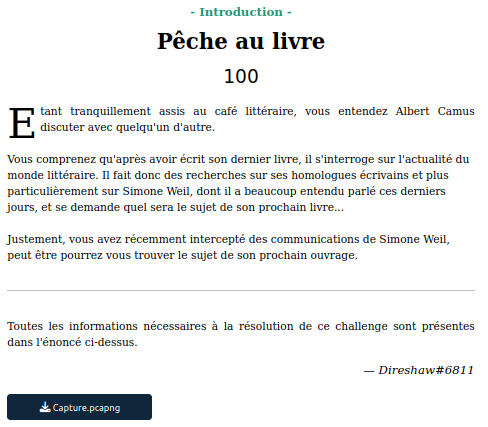 - Introduction -
Pêche au livre
100
Etant tranquillement assis au café littéraire, vous entendez Albert Camus
discuter avec quelqu'un d'autre.
Vous comprenez qu'après avoir écrit son dernier livre, il s'interroge sur l'actualité du
monde littéraire. Il fait donc des recherches sur ses homologues écrivains et plus
particulièrement sur Simone Weil, dont il a beaucoup entendu parlé ces derniers
jours, et se demande quel sera le sujet de son prochain livre...
Justement, vous avez récemment intercepté des communications de Simone Weil,
peut être pourrez vous trouver le sujet de son prochain ouvrage.
Toutes les informations nécessaires à la résolution de ce challenge sont présentes
dans l'énoncé ci-dessus.
— Direshaw#6811
Capture.pcapng